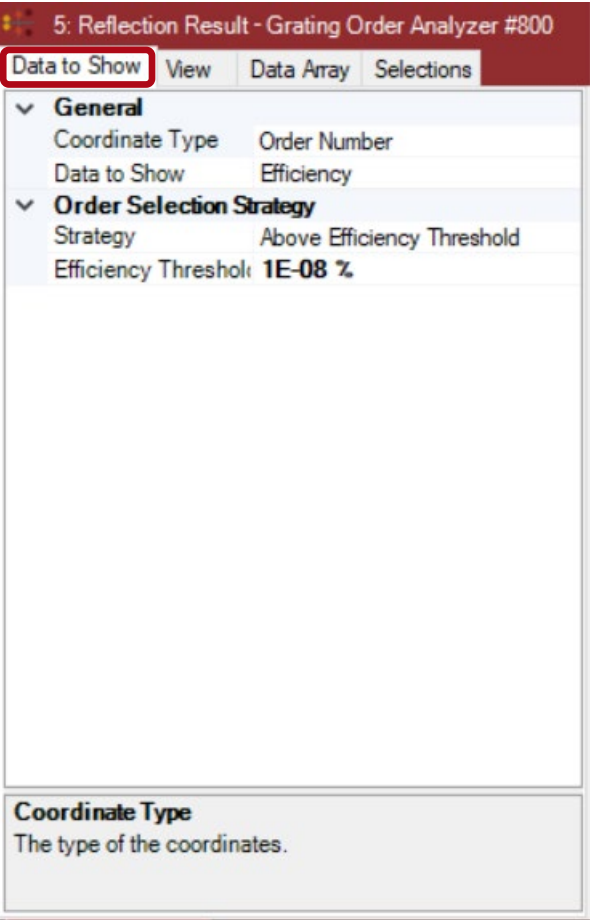 5: Reflection Result - Grating Order Analyzer #800
Data to Show View Data Array Selections
General
Coordinate Type Order Number
Data to Show Efficiency
Order Selection Strategy
Strategy Above Efficiency Threshold
Efficiency Threshol 1E-08 %
Coordinate Type
The type of the coordinates.